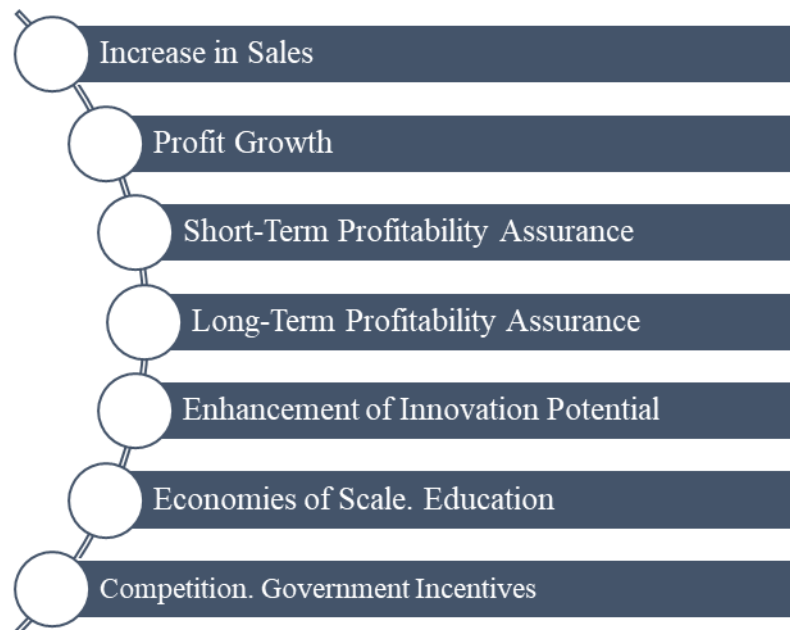 Increase in Sales
Profit Growth
Short-Term Profitability Assurance
Long-Term Profitability Assurance
Enhancement of Innovation Potential
Economies of Scale. Education
Competition. Government Incentives